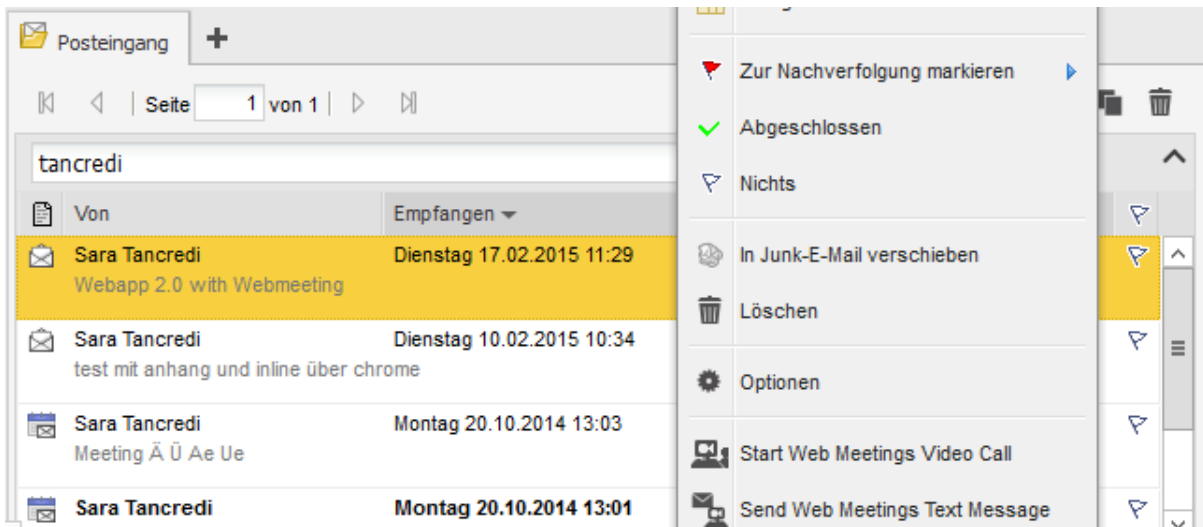 Posteingang
Seite 1 von 1
tancredi
Von Empfangen
Sara Tancredi Dienstag 17.02.2015 11:29
Webapp 2.0 with Webmeeting
Sara Tancredi Dienstag 10.02.2015 10:34
test mit anhang und inline über chrome
Sara Tancredi Montag 20.10.2014 13:03
Meeting Ä Ü Ae Ue
Sara Tancredi Montag 20.10.2014 13:01
Zur Nachverfolgung markieren
Abgeschlossen
Nichts
In Junk-E-Mail verschieben
Löschen
Optionen
Start Web Meetings Video Call
Send Web Meetings Text Message